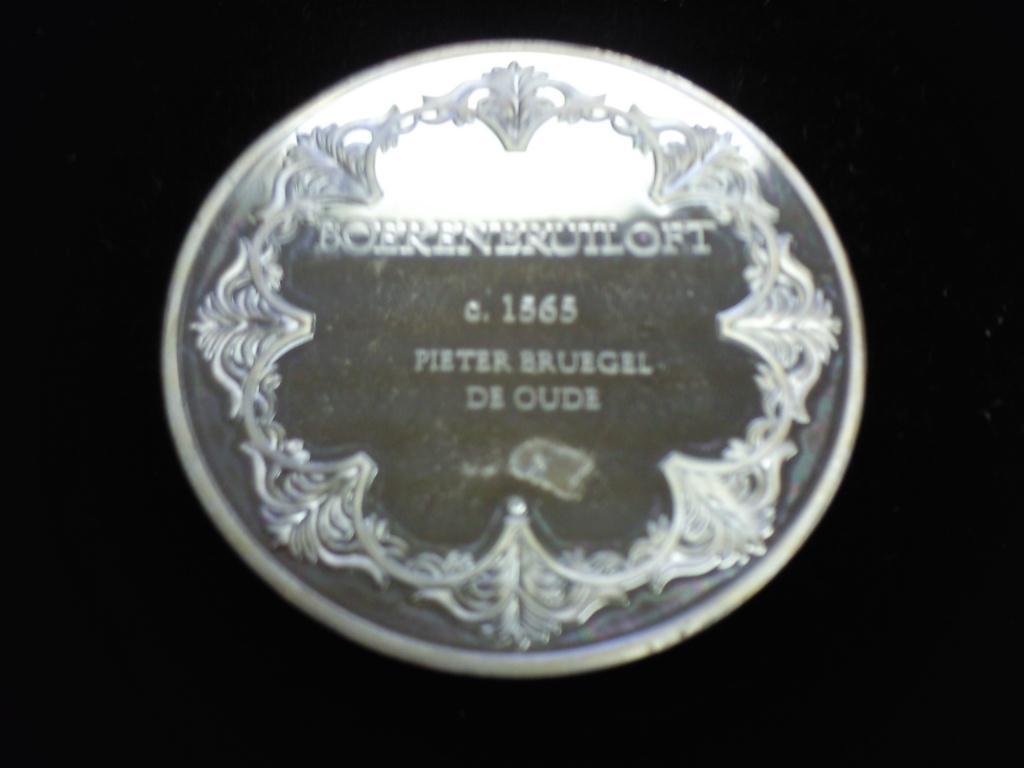 BOERENBRUILOFT
c. 1565
PIETER BRUEGEL
DE OUDE